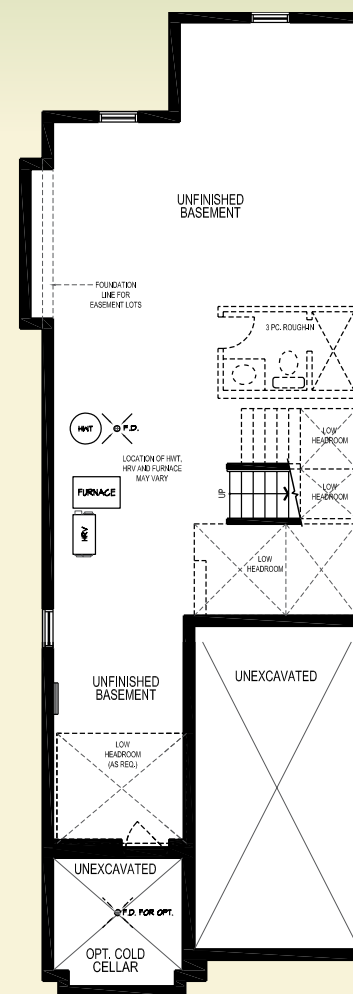 UNFINISHED
BASEMENT
FOUNDATION
LINE FOR
EASEMENT LOTS
3 PC. ROUGH-IN
HWT
F.D.
LOW
HEADROOM
LOCATION OF HWT,
HRV AND FURNACE
MAY VARY
LOW
HEADROOM
UP
FURNACE
HRV
LOW
HEADROOM
UNFINISHED
BASEMENT
UNEXCAVATED
LOW
HEADROOM
(AS REQ.)
UNEXCAVATED
F.D. FOR OPT.
OPT. COLD
CELLAR